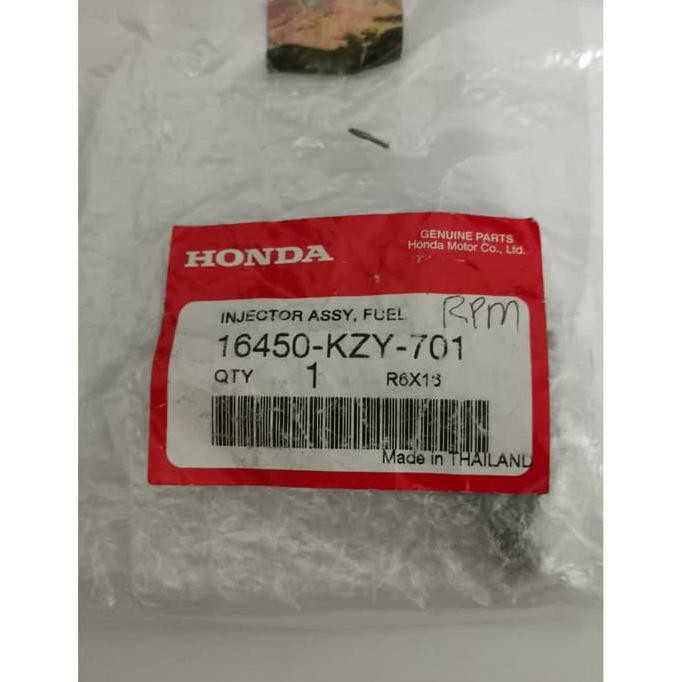 HONDA
GENUINE PARTS
Honda Motor Co., Ltd.
INJECTOR ASSY, FUEL RPM
16450-KZY-701
QTY 1 R6X16
Made in THAILAND